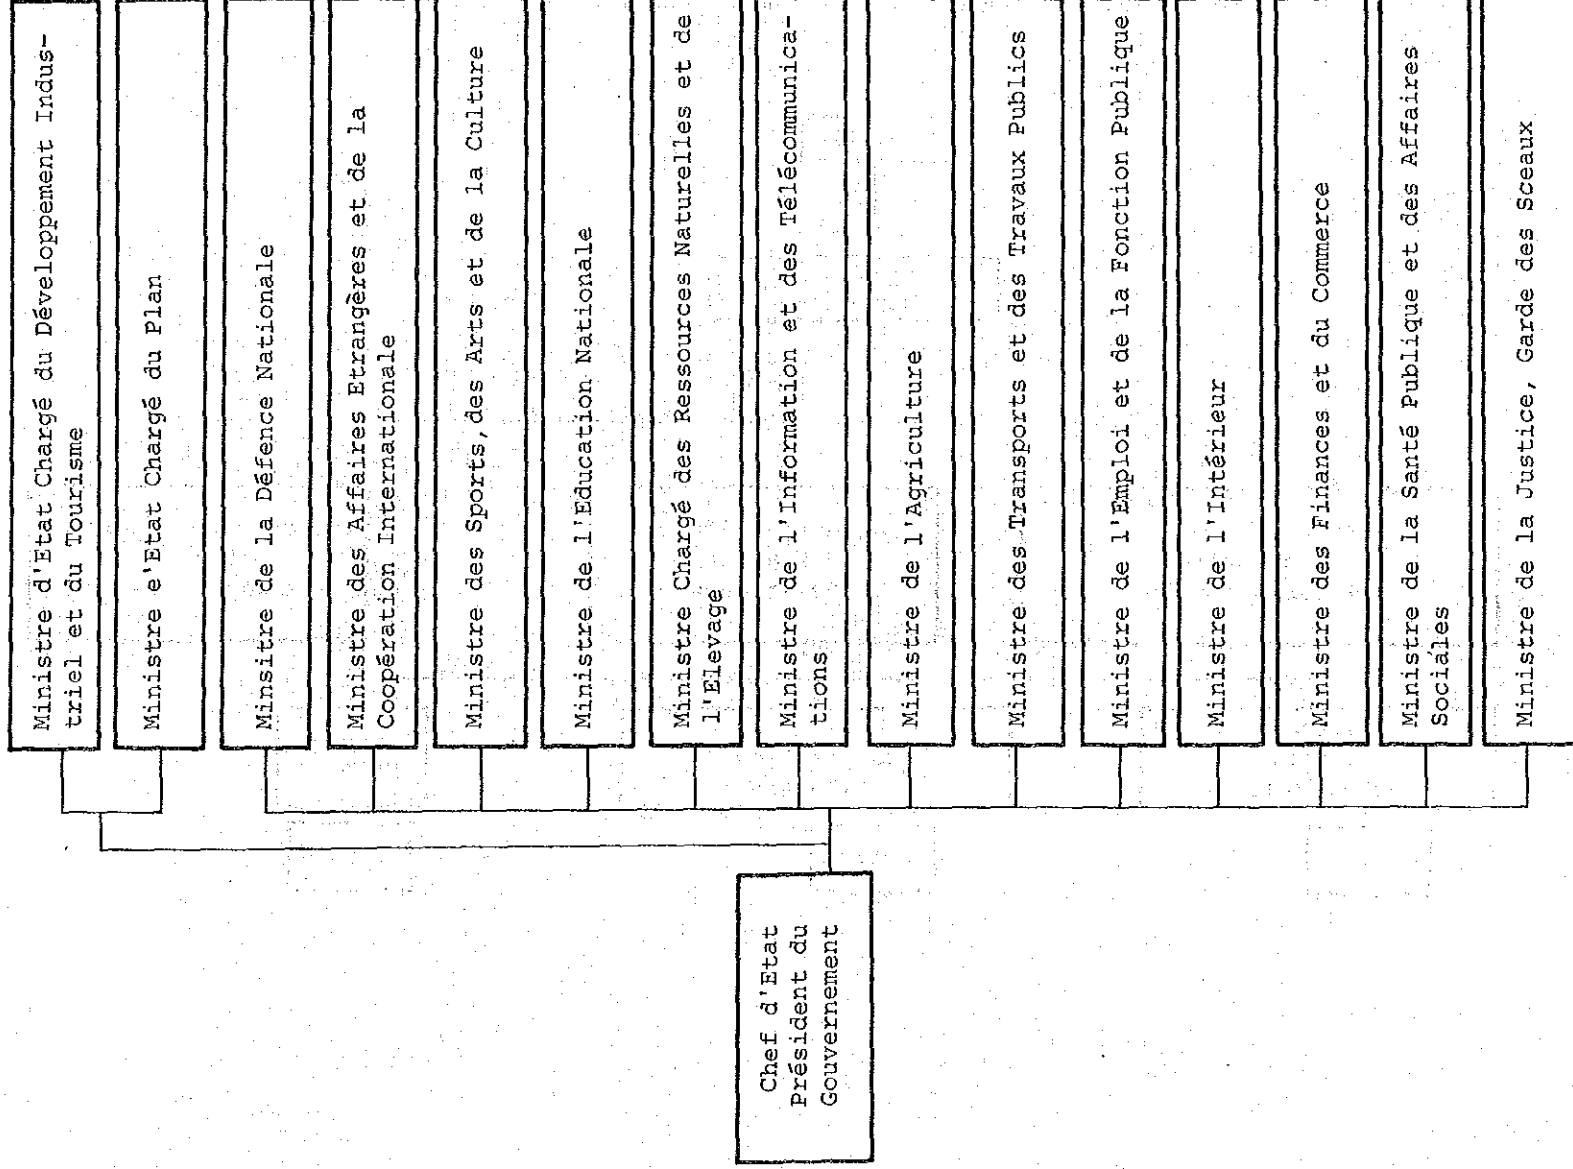 Chef d'Etat
Président du
Gouvernement
Ministre d'Etat Chargé du Développement Indus-
triel et du Tourisme
Ministre e'Etat Chargé du Plan
Minsitre de la Défence Nationale
Ministre des Affaires Etrangères et de la
Coopération Internationale
Ministre des Sports,des Arts et de la Culture
Ministre de l'Education Nationale
Ministre Chargé des Ressources Naturelles et de
l'Elevage
Ministre de l'Information et des Télécommunica-
tions
Ministre de l'Agriculture
Ministre des Transports et des Travaux Publics
Ministre de l'Emploi et de la Fonction Publique
Ministre de l'Intérieur
Ministre des Finances et du Commerce
Ministre de la Santé Publique et des Affaires
Sociales
Ministre de la Justice, Garde des Sceaux